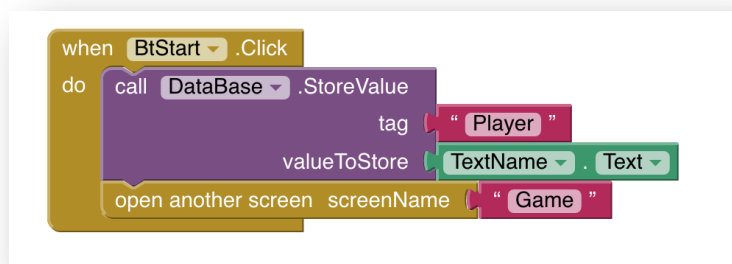 when BtStart .Click
do call DataBase .StoreValue
tag “ Player ”
valueToStore TextName . Text
open another screen screenName “ Game ”